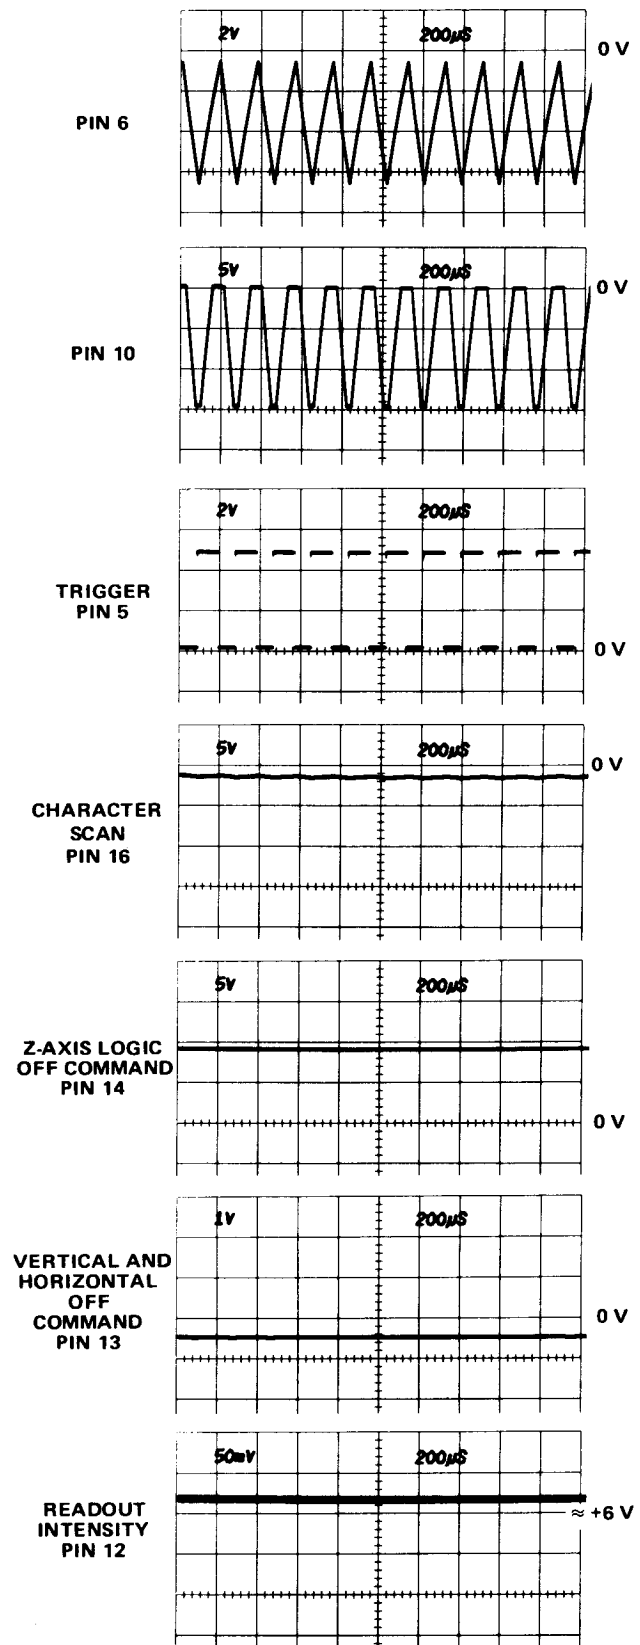 2V 200µS
0 V
PIN 6
5V 200µS
0 V
PIN 10
2V 200µS
TRIGGER
PIN 5
0 V
5V 200µS
0 V
CHARACTER
SCAN
PIN 16
5V 200µS
Z-AXIS LOGIC
OFF COMMAND
PIN 14
0 V
1V 200µS
VERTICAL AND
HORIZONTAL
OFF
COMMAND
PIN 13
0 V
50mV 200µS
READOUT
INTENSITY
PIN 12
≈ +6 V